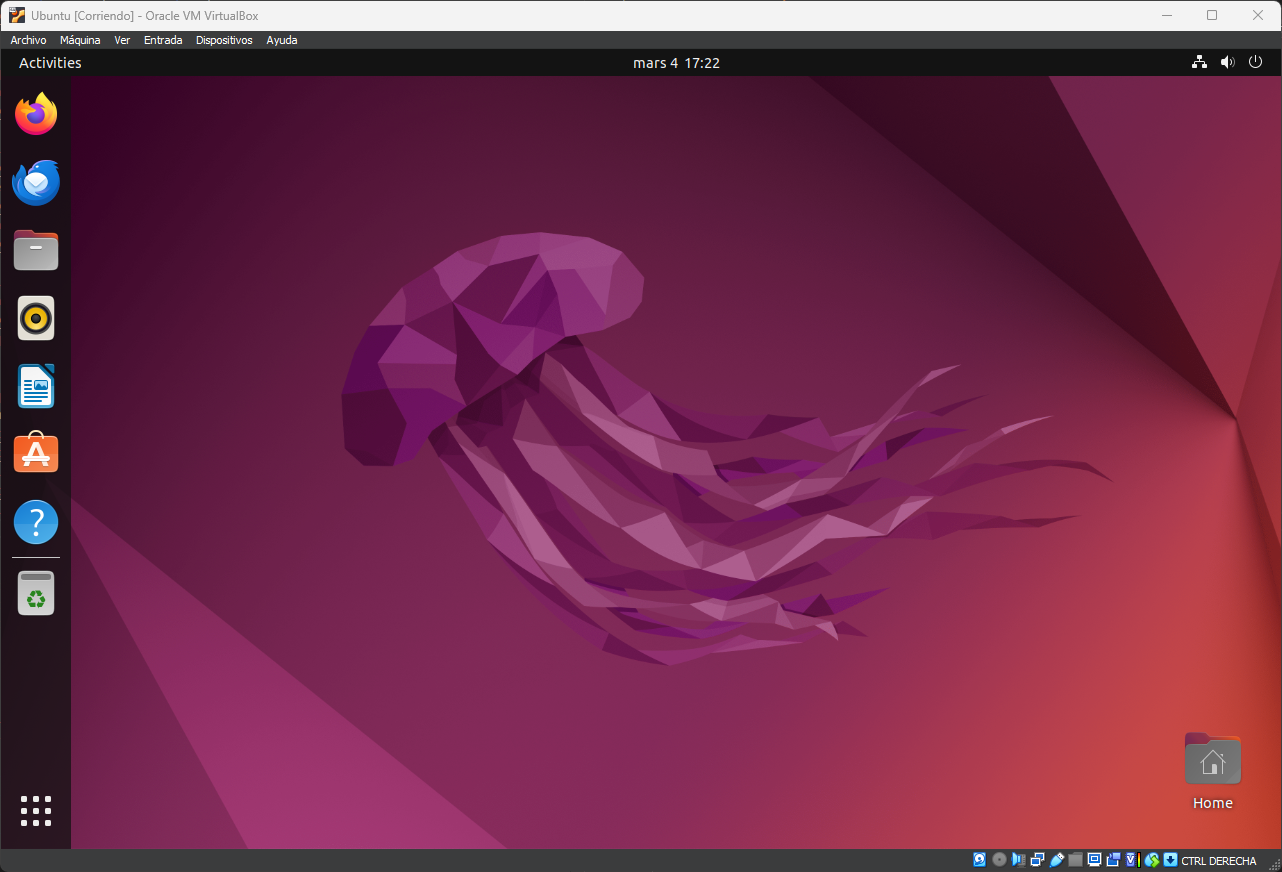 Ubuntu [Corriendo] - Oracle VM VirtualBox
Archivo Máquina Ver Entrada Dispositivos Ayuda
Activities mars 4 17:22
?
Home
CTRL DERECHA